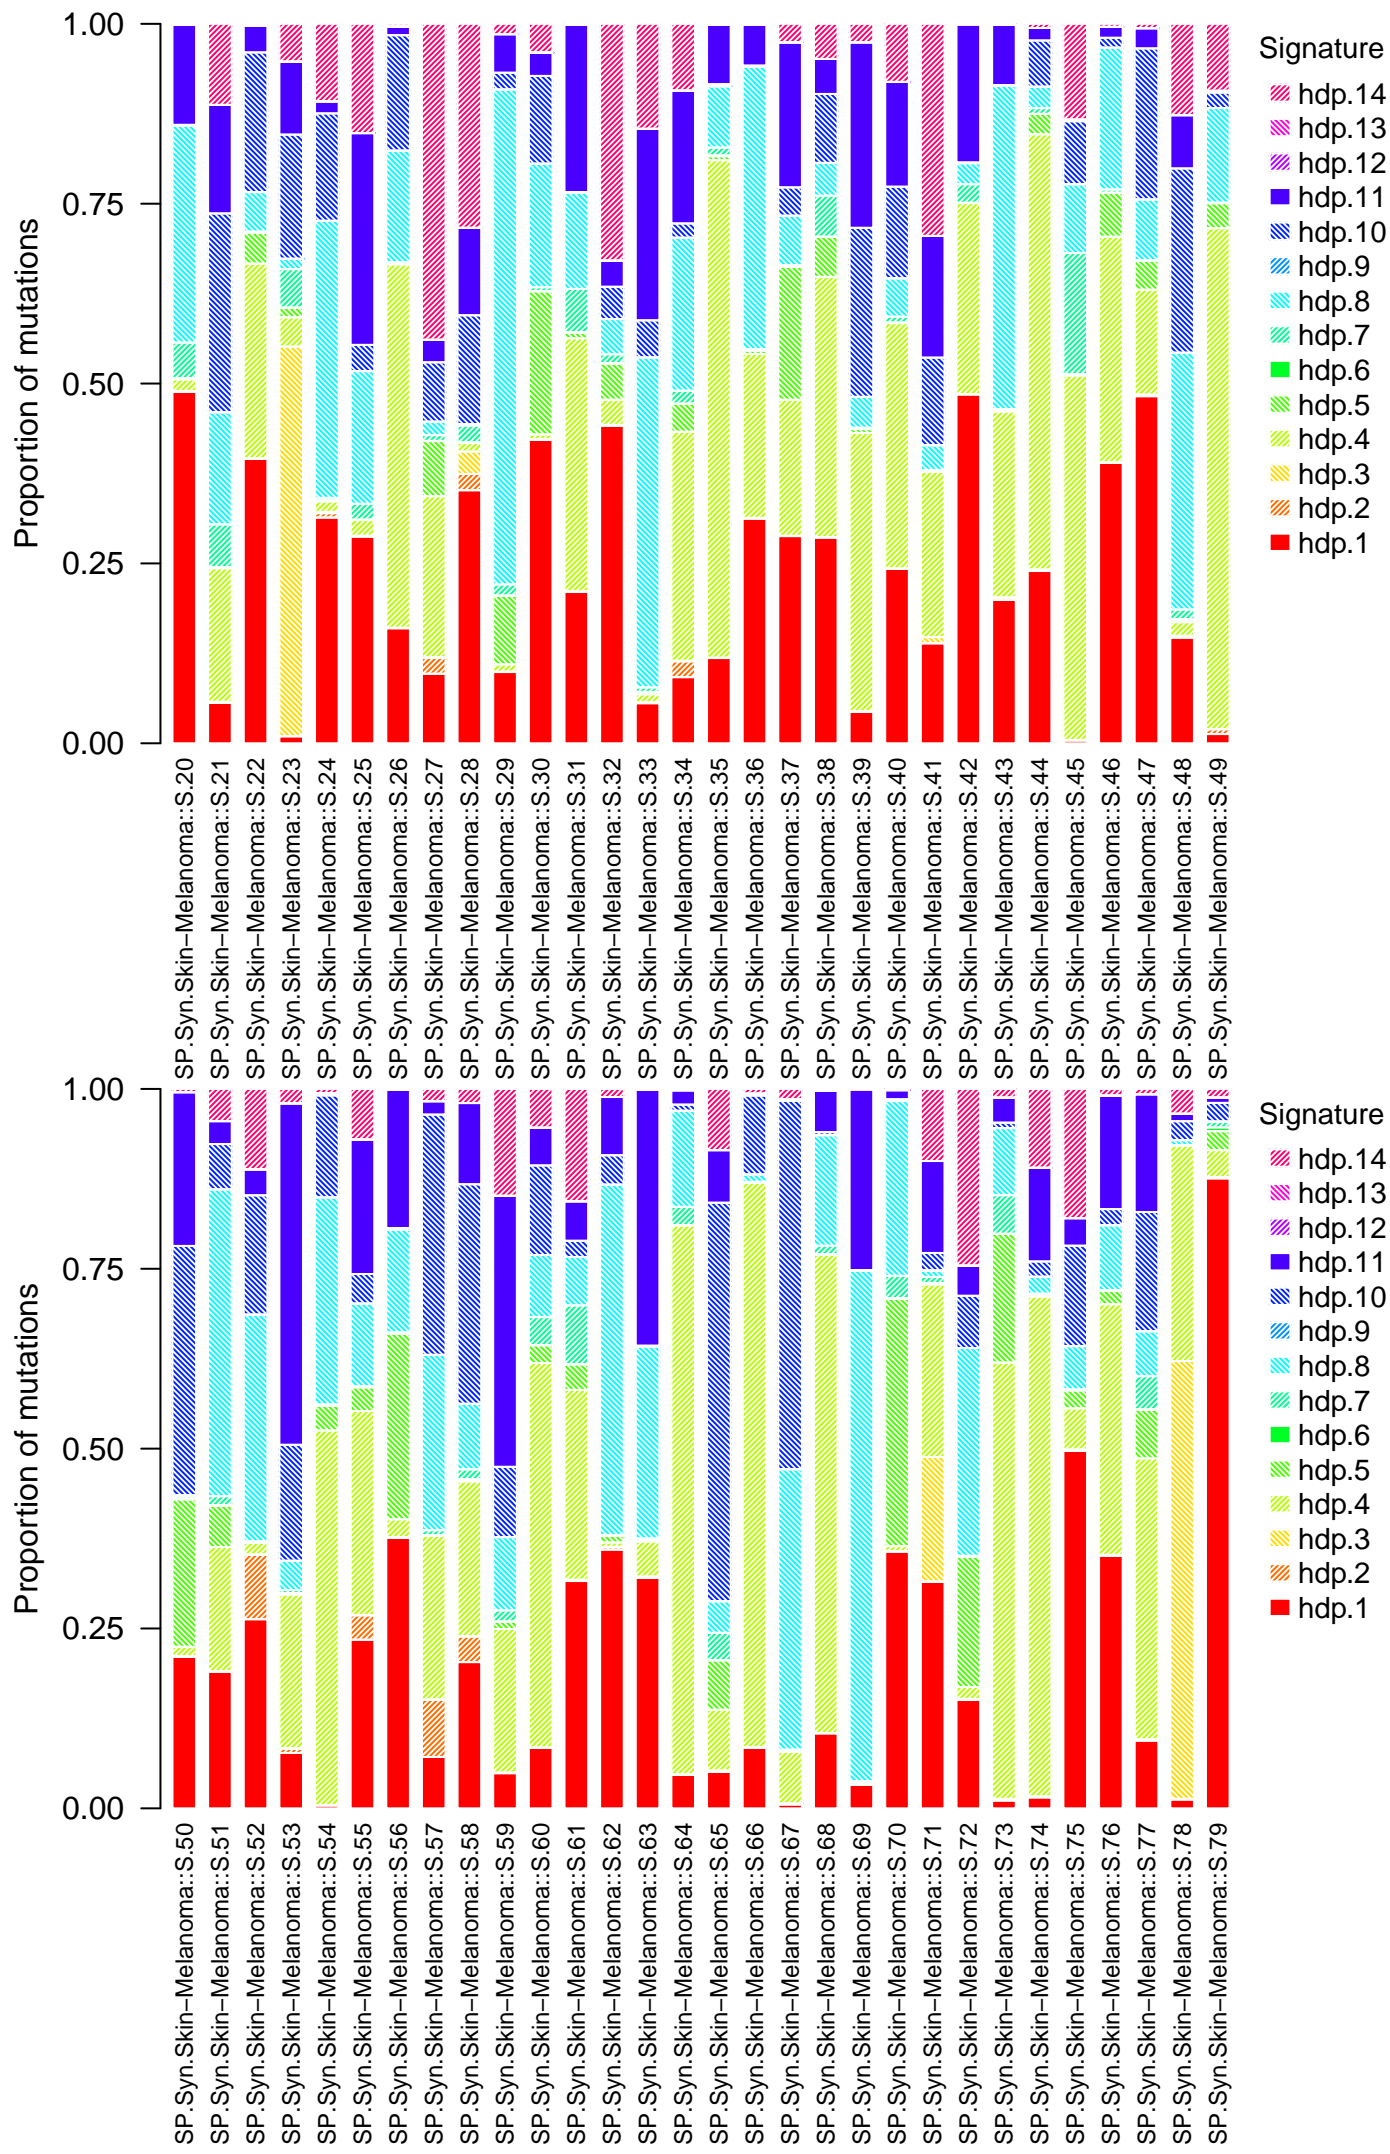 Proportion of mutations
1.00
0.75
0.50
0.25
0.00
SP.Syn.Skin−Melanoma::S.20
SP.Syn.Skin−Melanoma::S.21
SP.Syn.Skin−Melanoma::S.22
SP.Syn.Skin−Melanoma::S.23
SP.Syn.Skin−Melanoma::S.24
SP.Syn.Skin−Melanoma::S.25
SP.Syn.Skin−Melanoma::S.26
SP.Syn.Skin−Melanoma::S.27
SP.Syn.Skin−Melanoma::S.28
SP.Syn.Skin−Melanoma::S.29
SP.Syn.Skin−Melanoma::S.30
SP.Syn.Skin−Melanoma::S.31
SP.Syn.Skin−Melanoma::S.32
SP.Syn.Skin−Melanoma::S.33
SP.Syn.Skin−Melanoma::S.34
SP.Syn.Skin−Melanoma::S.35
SP.Syn.Skin−Melanoma::S.36
SP.Syn.Skin−Melanoma::S.37
SP.Syn.Skin−Melanoma::S.38
SP.Syn.Skin−Melanoma::S.39
SP.Syn.Skin−Melanoma::S.40
SP.Syn.Skin−Melanoma::S.41
SP.Syn.Skin−Melanoma::S.42
SP.Syn.Skin−Melanoma::S.43
SP.Syn.Skin−Melanoma::S.44
SP.Syn.Skin−Melanoma::S.45
SP.Syn.Skin−Melanoma::S.46
SP.Syn.Skin−Melanoma::S.47
SP.Syn.Skin−Melanoma::S.48
SP.Syn.Skin−Melanoma::S.49
Signature
hdp.14
hdp.13
hdp.12
hdp.11
hdp.10
hdp.9
hdp.8
hdp.7
hdp.6
hdp.5
hdp.4
hdp.3
hdp.2
hdp.1
Proportion of mutations
1.00
0.75
0.50
0.25
0.00
SP.Syn.Skin−Melanoma::S.50
SP.Syn.Skin−Melanoma::S.51
SP.Syn.Skin−Melanoma::S.52
SP.Syn.Skin−Melanoma::S.53
SP.Syn.Skin−Melanoma::S.54
SP.Syn.Skin−Melanoma::S.55
SP.Syn.Skin−Melanoma::S.56
SP.Syn.Skin−Melanoma::S.57
SP.Syn.Skin−Melanoma::S.58
SP.Syn.Skin−Melanoma::S.59
SP.Syn.Skin−Melanoma::S.60
SP.Syn.Skin−Melanoma::S.61
SP.Syn.Skin−Melanoma::S.62
SP.Syn.Skin−Melanoma::S.63
SP.Syn.Skin−Melanoma::S.64
SP.Syn.Skin−Melanoma::S.65
SP.Syn.Skin−Melanoma::S.66
SP.Syn.Skin−Melanoma::S.67
SP.Syn.Skin−Melanoma::S.68
SP.Syn.Skin−Melanoma::S.69
SP.Syn.Skin−Melanoma::S.70
SP.Syn.Skin−Melanoma::S.71
SP.Syn.Skin−Melanoma::S.72
SP.Syn.Skin−Melanoma::S.73
SP.Syn.Skin−Melanoma::S.74
SP.Syn.Skin−Melanoma::S.75
SP.Syn.Skin−Melanoma::S.76
SP.Syn.Skin−Melanoma::S.77
SP.Syn.Skin−Melanoma::S.78
SP.Syn.Skin−Melanoma::S.79
Signature
hdp.14
hdp.13
hdp.12
hdp.11
hdp.10
hdp.9
hdp.8
hdp.7
hdp.6
hdp.5
hdp.4
hdp.3
hdp.2
hdp.1